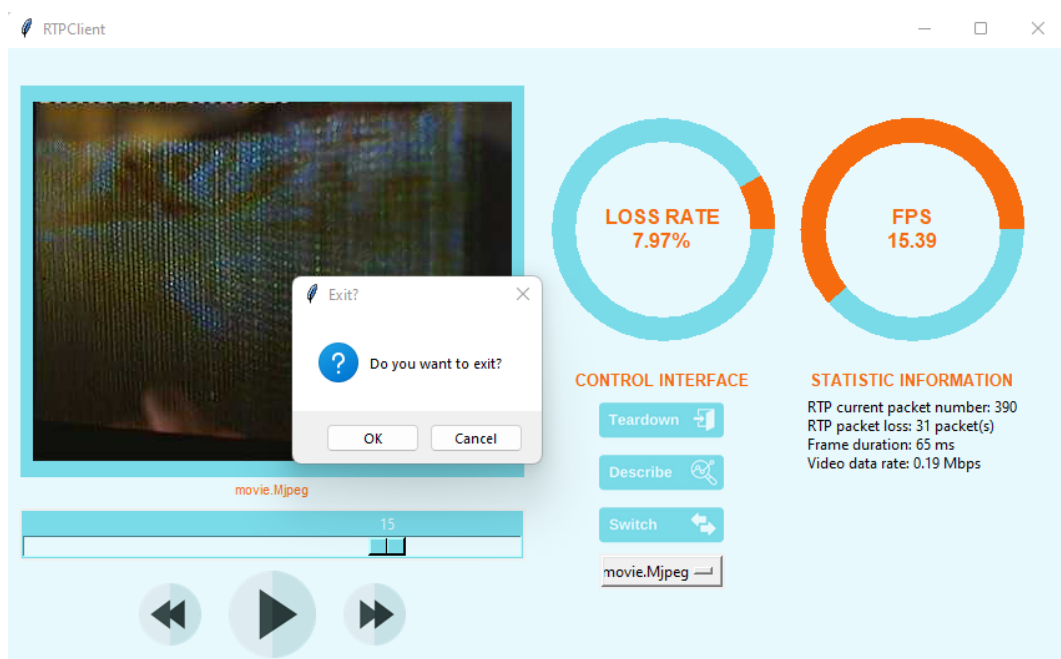 RTPClient
LOSS RATE
7.97%
FPS
15.39
Exit?
Do you want to exit?
OK
Cancel
movie.Mjpeg
15
CONTROL INTERFACE
Teardown
Describe
Switch
movie.Mjpeg
STATISTIC INFORMATION
RTP current packet number: 390
RTP packet loss: 31 packet(s)
Frame duration: 65 ms
Video data rate: 0.19 Mbps